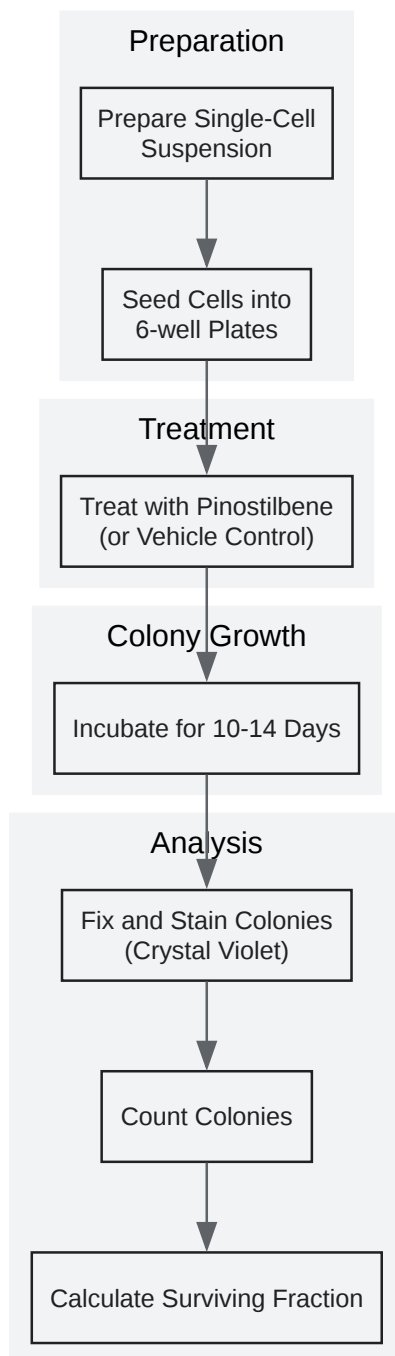 Preparation
Prepare Single-Cell
Suspension
Seed Cells into
6-well Plates
Treatment
Treat with Pinostilbene
(or Vehicle Control)
Colony Growth
Incubate for 10-14 Days
Analysis
Fix and Stain Colonies
(Crystal Violet)
Count Colonies
Calculate Surviving Fraction